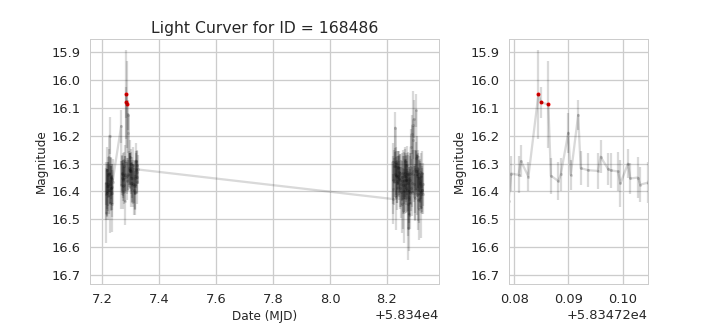 Light Curver for ID = 168486
Magnitude
15.9
16.0
16.1
16.2
16.3
16.4
16.5
16.6
16.7
7.2 7.4 7.6 7.8 8.0 8.2
Date (MJD)
+5.834e4
Magnitude
15.9
16.0
16.1
16.2
16.3
16.4
16.5
16.6
16.7
0.08 0.09 0.10
+5.83472e4